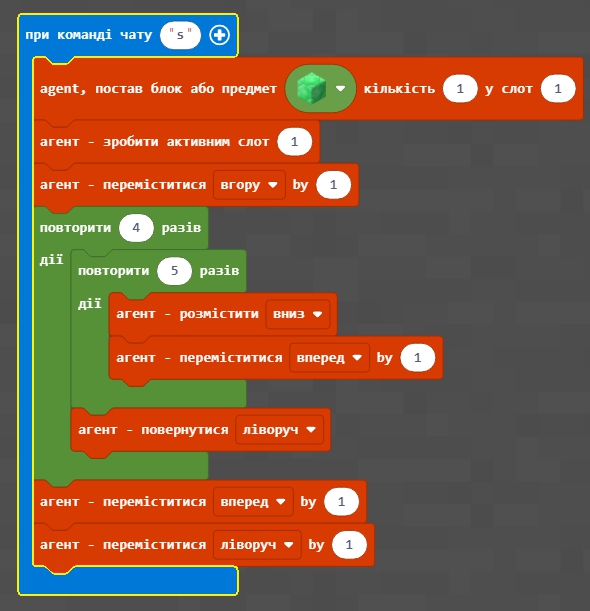 при команді чату "s"
agent, постав блок або предмет кількість 1 у слот 1
агент - зробити активним слот 1
агент - переміститися вгору by 1
повторити 4 разів
дії
повторити 5 разів
дії
агент - розмістити вниз
агент - переміститися вперед by 1
агент - повернутися ліворуч
агент - переміститися вперед by 1
агент - переміститися ліворуч by 1